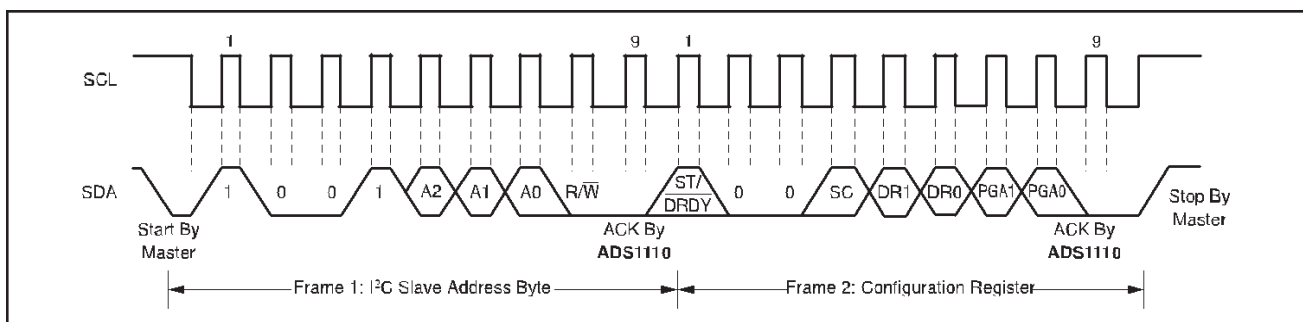 1 9 1 9
SCL
SDA 1 0 0 1 A2 A1 A0 R/W̅ ST/ 0 0 SC DR1 DR0 PGA1 PGA0 Stop By
D̅R̅D̅Y̅ Master
Start By ACK By ACK By
Master ADS1110 ADS1110
Frame 1: I²C Slave Address Byte Frame 2: Configuration Register